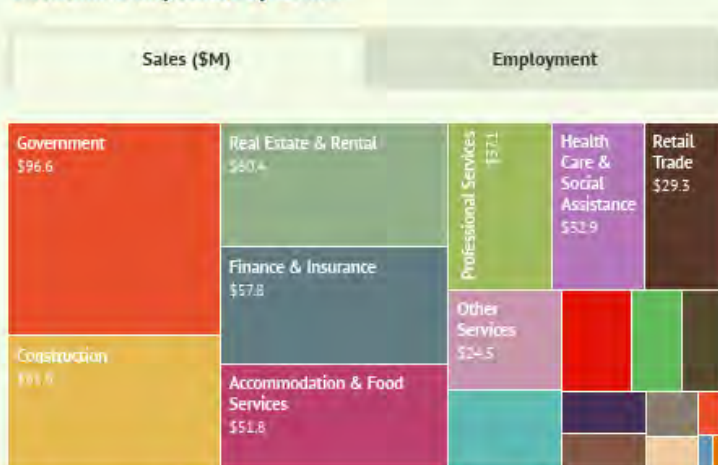 Sales ($M)
Employment
Government
$96.6
Construction
Real Estate & Rental
$60.4
Finance & Insurance
$57.8
Accommodation & Food
Services
$51.8
Professional Services
$37.1
Health
Care &
Social
Assistance
$32.9
Retail
Trade
$29.3
Other
Services
$24.5